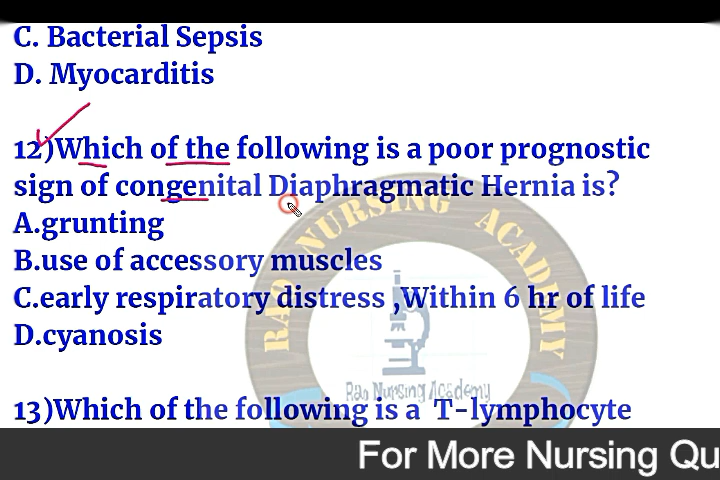 C. Bacterial Sepsis
D. Myocarditis
12)Which of the following is a poor prognostic
sign of congenital Diaphragmatic Hernia is?
A.grunting
B.use of accessory muscles
C.early respiratory distress ,Within 6 hr of life
D.cyanosis
RAO NURSING ACADEMY
Rao Nursing Academy
13)Which of the following is a T-lymphocyte
For More Nursing Qu